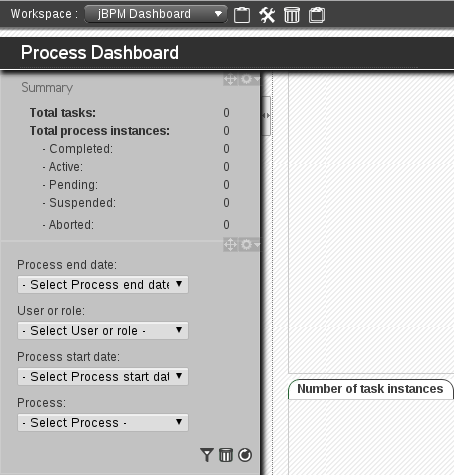 Workspace : jBPM Dashboard
Process Dashboard
Summary
Total tasks: 0
Total process instances: 0
- Completed: 0
- Active: 0
- Pending: 0
- Suspended: 0
- Aborted: 0
Process end date:
- Select Process end date
User or role:
- Select User or role -
Process start date:
- Select Process start dat
Process:
- Select Process -
Number of task instances